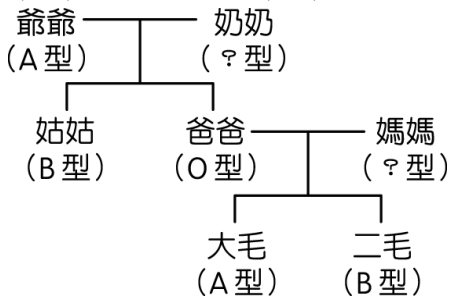 爺爺 奶奶
(A型) (?型)
姑姑 爸爸 媽媽
(B型) (O型) (?型)
大毛 二毛
(A型) (B型)